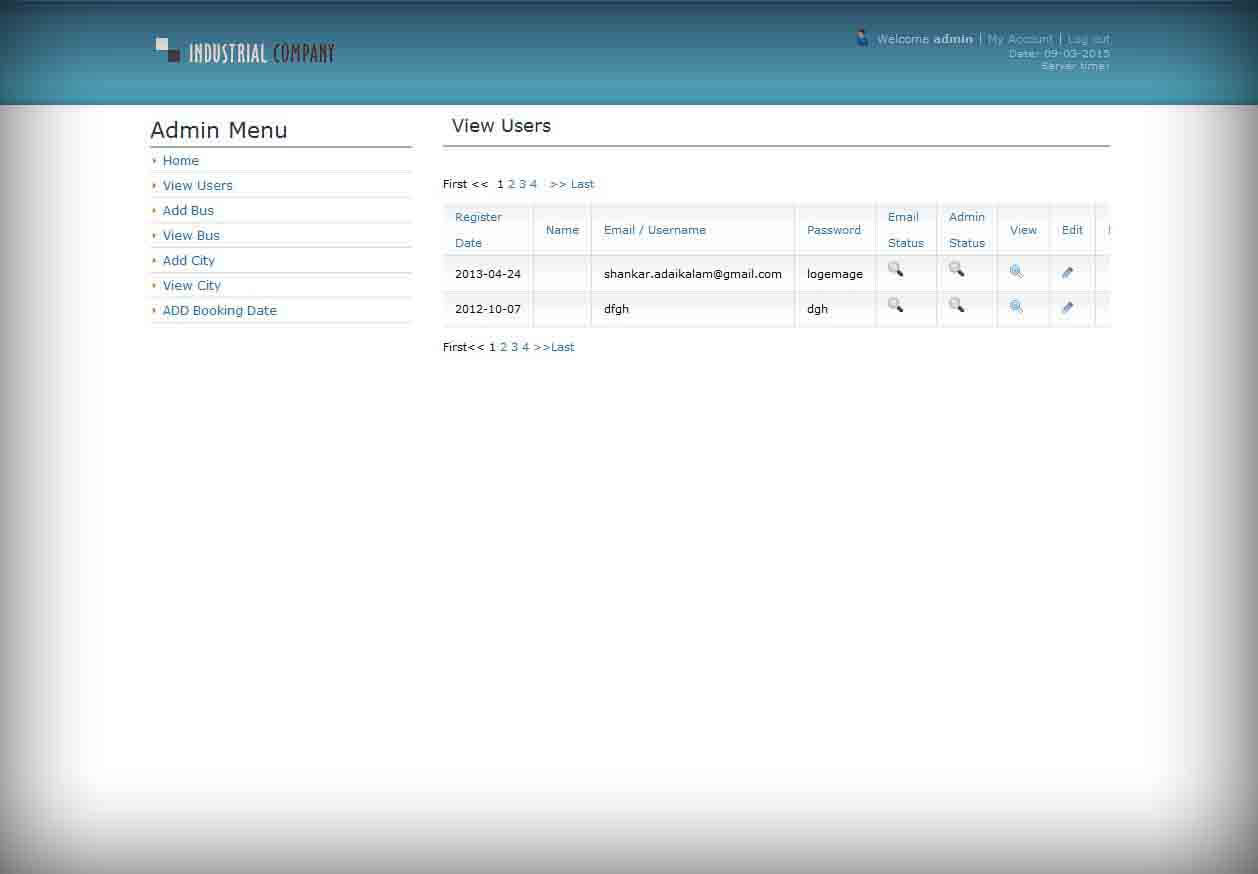 INDUSTRIAL COMPANY
Welcome admin | My Account | Log out
Date: 09-03-2015
Server time:
Admin Menu
Home
View Users
Add Bus
View Bus
Add City
View City
ADD Booking Date
View Users
First << 1 2 3 4 >> Last
Register Date Name Email / Username Password Email Status Admin Status View Edit
2013-04-24 shankar.adaikalam@gmail.com logemage
2012-10-07 dfgh dgh
First<< 1 2 3 4 >>Last